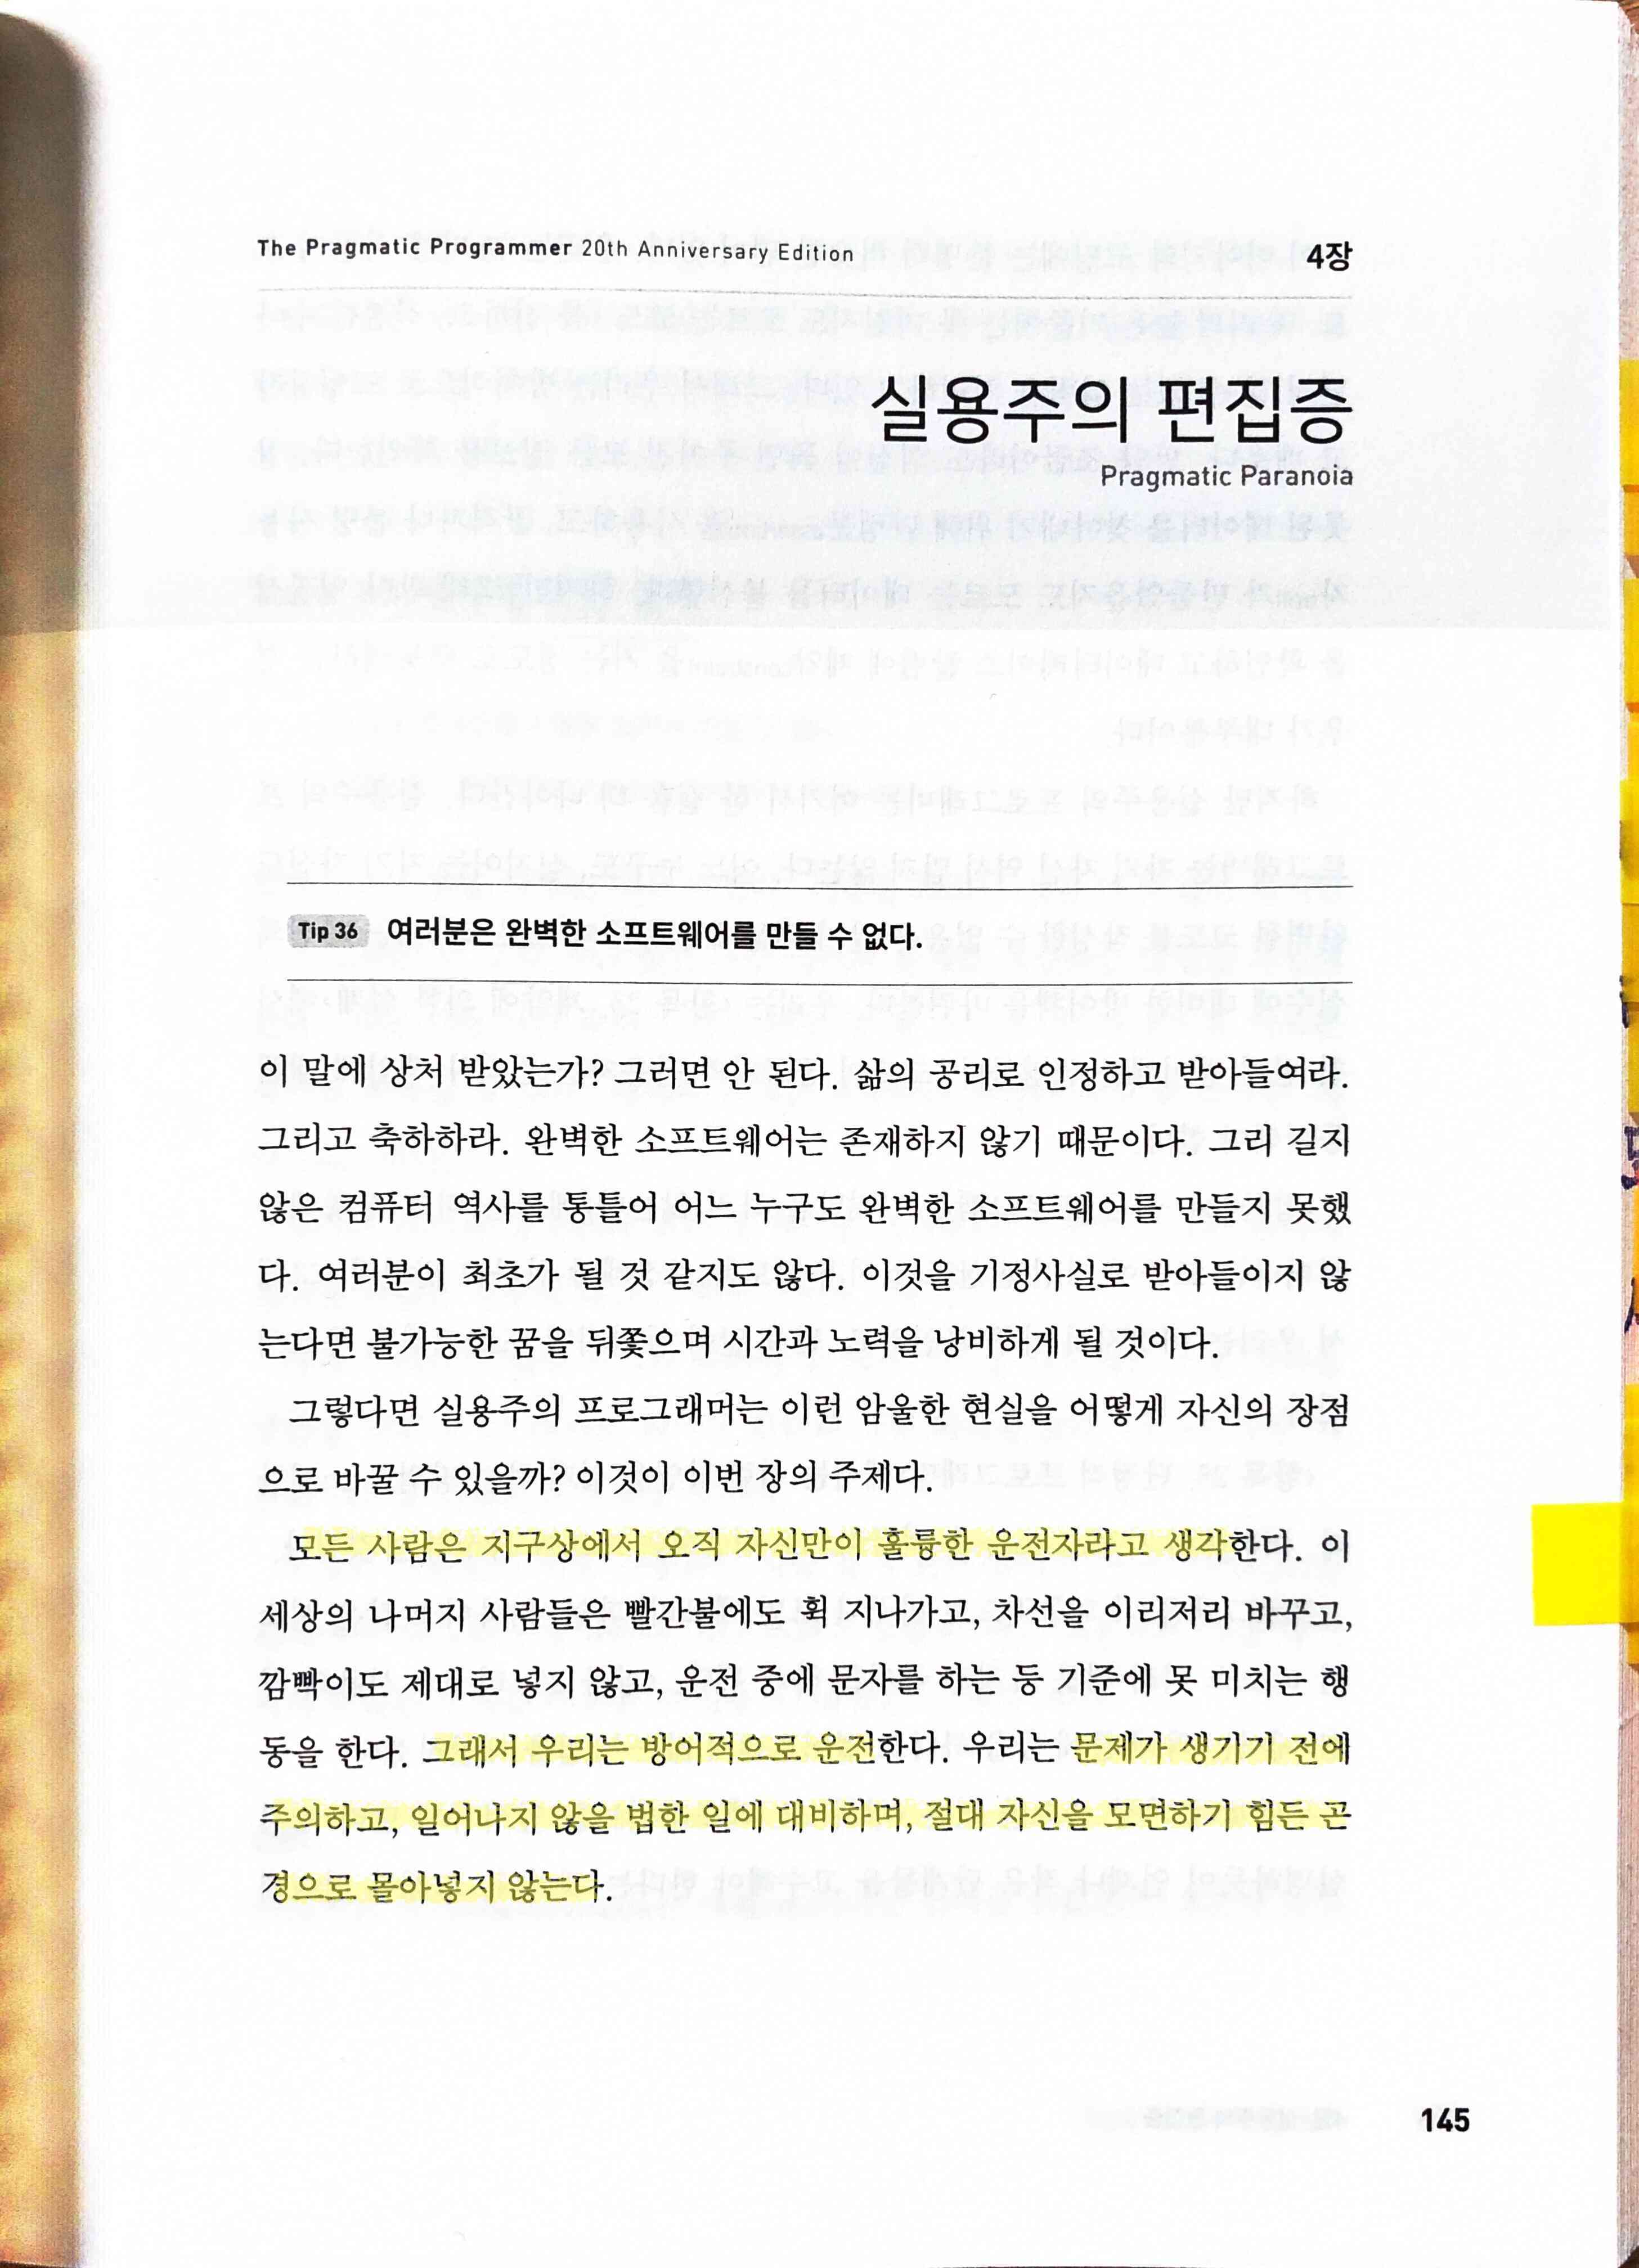 The Pragmatic Programmer 20th Anniversary Edition 4장
실용주의 편집증
Pragmatic Paranoia
Tip 36 여러분은 완벽한 소프트웨어를 만들 수 없다.
이 말에 상처 받았는가? 그러면 안 된다. 삶의 공리로 인정하고 받아들여라.
그리고 축하하라. 완벽한 소프트웨어는 존재하지 않기 때문이다. 그리 길지
않은 컴퓨터 역사를 통틀어 어느 누구도 완벽한 소프트웨어를 만들지 못했
다. 여러분이 최초가 될 것 같지도 않다. 이것을 기정사실로 받아들이지 않
는다면 불가능한 꿈을 뒤쫓으며 시간과 노력을 낭비하게 될 것이다.
그렇다면 실용주의 프로그래머는 이런 암울한 현실을 어떻게 자신의 장점
으로 바꿀 수 있을까? 이것이 이번 장의 주제다.
모든 사람은 지구상에서 오직 자신만이 훌륭한 운전자라고 생각한다. 이
세상의 나머지 사람들은 빨간불에도 휙 지나가고, 차선을 이리저리 바꾸고,
깜빡이도 제대로 넣지 않고, 운전 중에 문자를 하는 등 기준에 못 미치는 행
동을 한다. 그래서 우리는 방어적으로 운전한다. 우리는 문제가 생기기 전에
주의하고, 일어나지 않을 법한 일에 대비하며, 절대 자신을 모면하기 힘든 곤
경으로 몰아넣지 않는다.
145